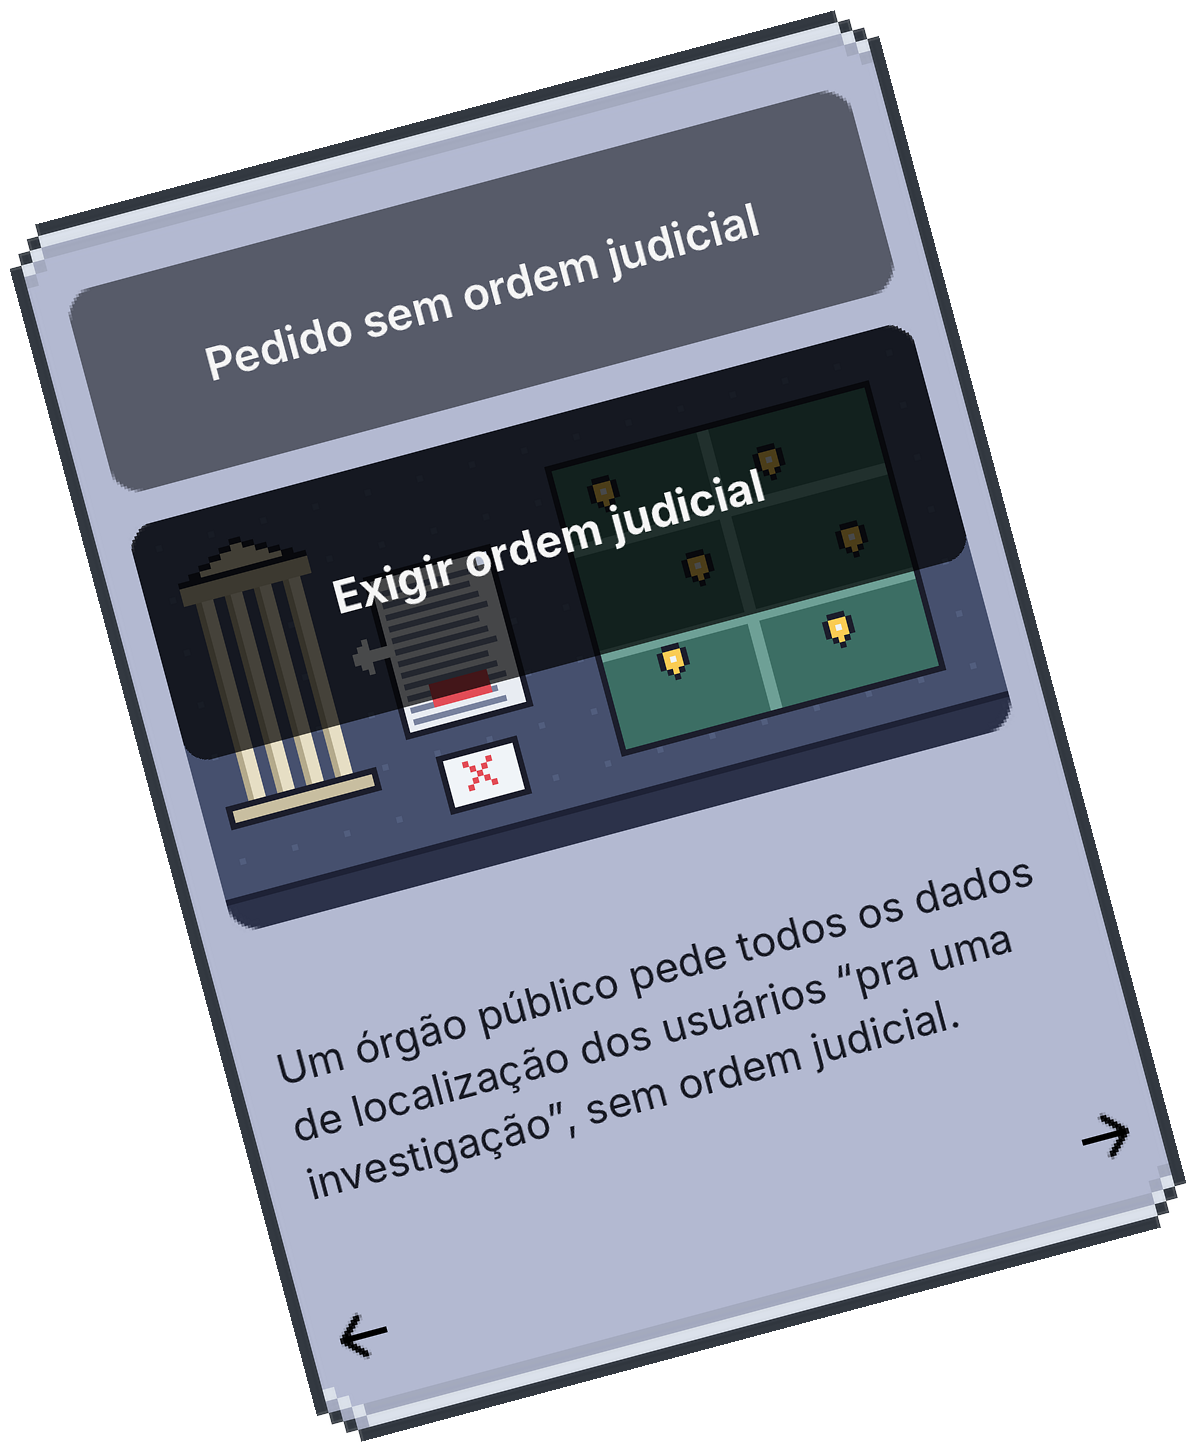 Pedido sem ordem judicial
Exigir ordem judicial
Um órgão público pede todos os dados
de localização dos usuários “pra uma
investigação”, sem ordem judicial.